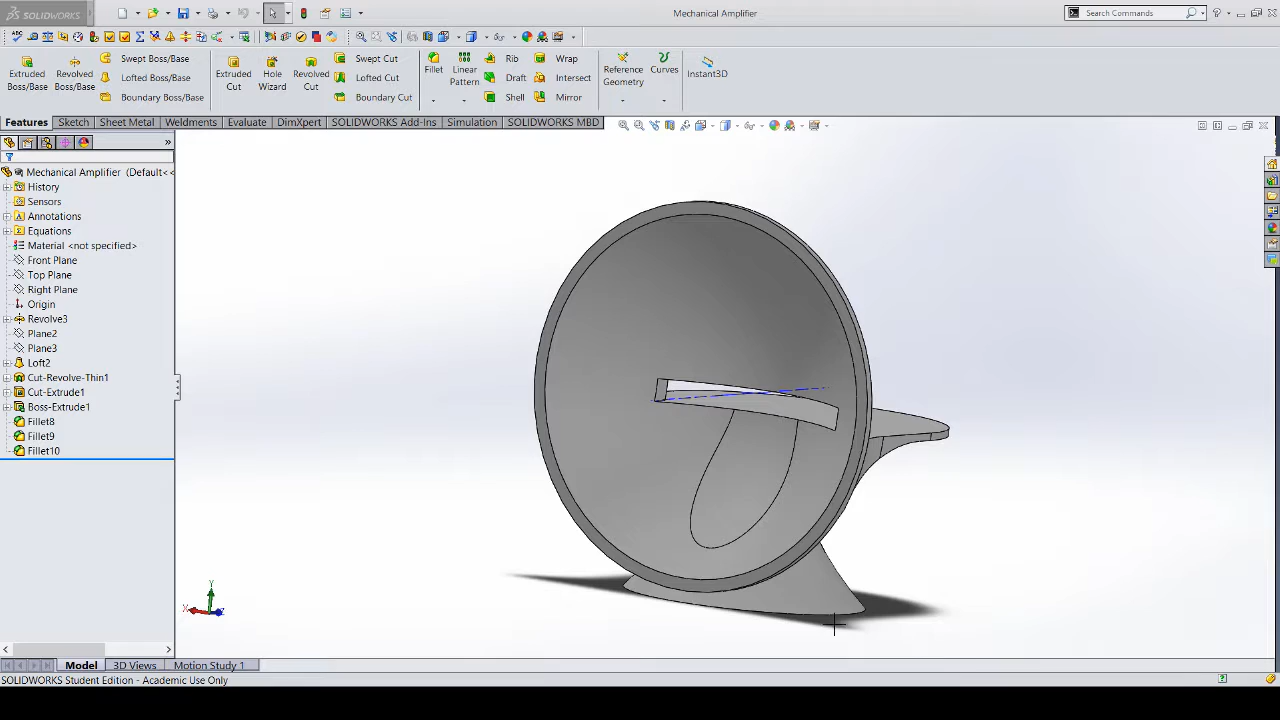 SOLIDWORKS
Mechanical Amplifier
Search Commands
Extruded Boss/Base
Revolved Boss/Base
Swept Boss/Base
Lofted Boss/Base
Boundary Boss/Base
Extruded Cut
Hole Wizard
Revolved Cut
Swept Cut
Lofted Cut
Boundary Cut
Fillet
Linear Pattern
Rib
Draft
Shell
Wrap
Intersect
Mirror
Reference Geometry
Curves
Instant3D
Features Sketch Sheet Metal Weldments Evaluate DimXpert SOLIDWORKS Add-Ins Simulation SOLIDWORKS MBD
Mechanical Amplifier (Default<<
History
Sensors
Annotations
Equations
Material <not specified>
Front Plane
Top Plane
Right Plane
Origin
Revolve3
Plane2
Plane3
Loft2
Cut-Revolve-Thin1
Cut-Extrude1
Boss-Extrude1
Fillet8
Fillet9
Fillet10
Y
X
Z
Model 3D Views Motion Study 1
SOLIDWORKS Student Edition - Academic Use Only